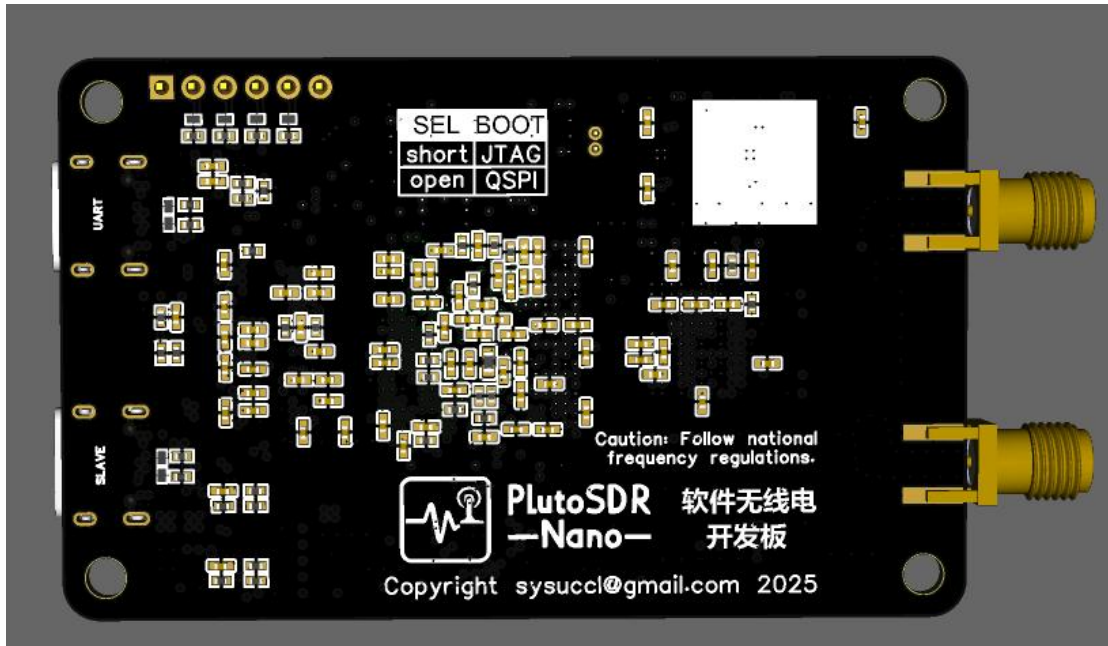 SEL BOOT
short JTAG
open QSPI
UART
SLAVE
Caution: Follow national
frequency regulations.
PlutoSDR
—Nano—
软件无线电
开发板
Copyright sysuccl@gmail.com 2025